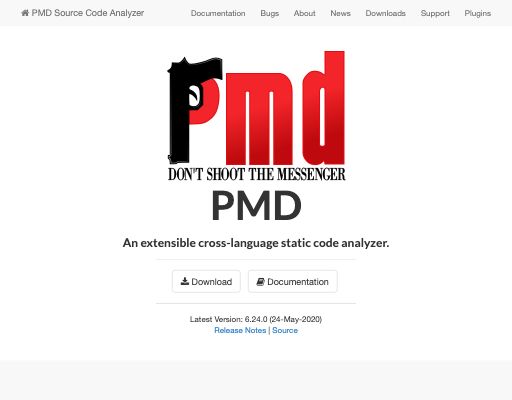 PMD Source Code Analyzer Documentation Bugs About News Downloads Support Plugins
Pmd
DON'T SHOOT THE MESSENGER
PMD
An extensible cross-language static code analyzer.
Download Documentation
Latest Version: 6.24.0 (24-May-2020)
Release Notes | Source